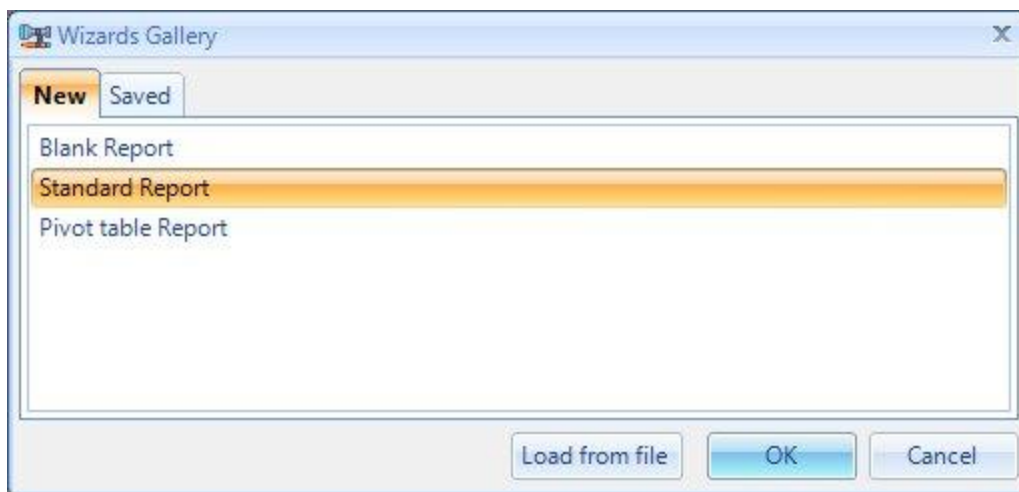 Wizards Gallery
New Saved
Blank Report
Standard Report
Pivot table Report
Load from file OK Cancel